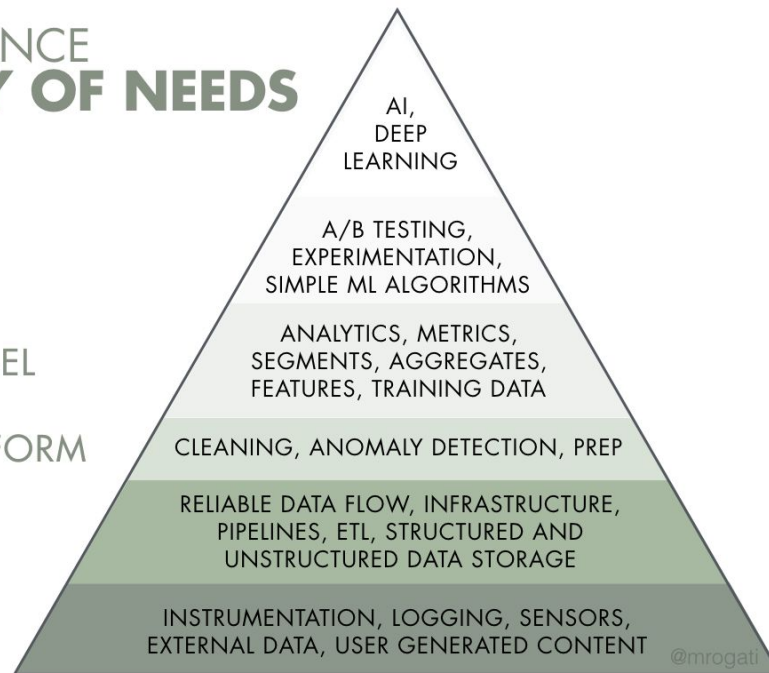 NCE
Y OF NEEDS
AI,
DEEP
LEARNING
A/B TESTING,
EXPERIMENTATION,
SIMPLE ML ALGORITHMS
EL
ANALYTICS, METRICS,
SEGMENTS, AGGREGATES,
FEATURES, TRAINING DATA
FORM
CLEANING, ANOMALY DETECTION, PREP
RELIABLE DATA FLOW, INFRASTRUCTURE,
PIPELINES, ETL, STRUCTURED AND
UNSTRUCTURED DATA STORAGE
INSTRUMENTATION, LOGGING, SENSORS,
EXTERNAL DATA, USER GENERATED CONTENT
@mrogati